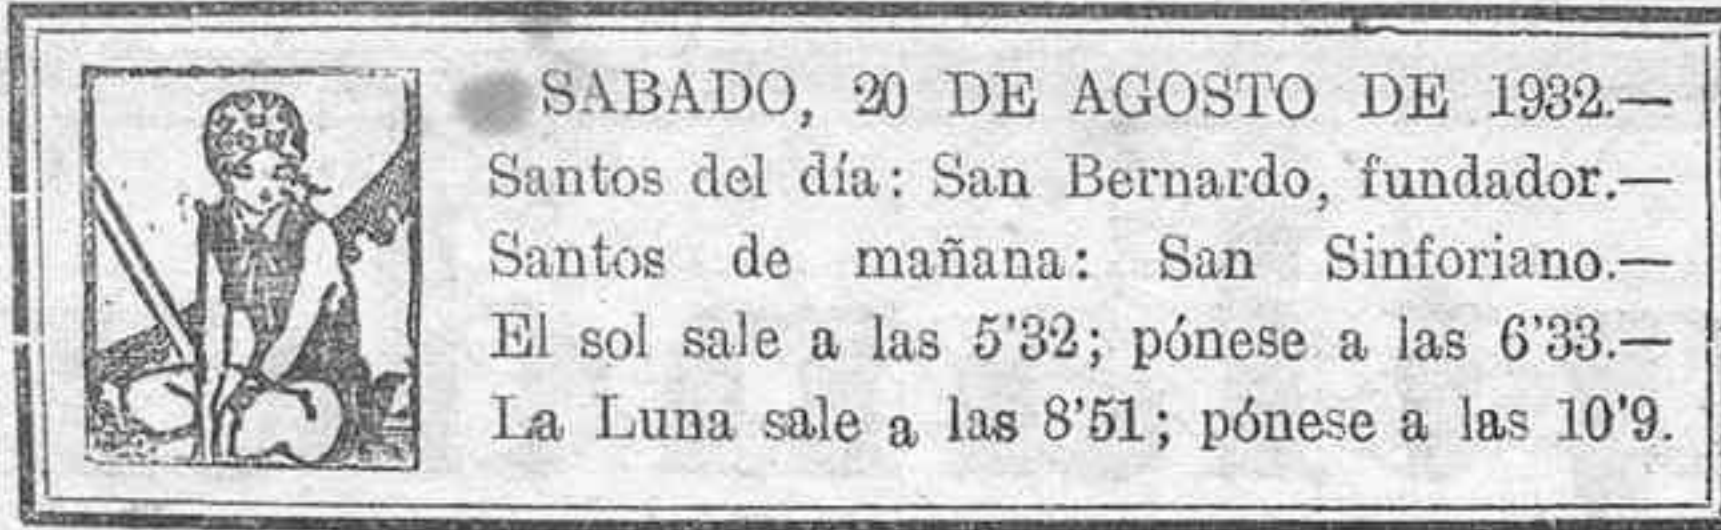 SABADO, 20 DE AGOSTO DE 1932.—
Santos del día: San Bernardo, fundador.—
Santos de mañana: San Sinforiano.—
El sol sale a las 5'32; pónese a las 6'33.—
La Luna sale a las 8'51; pónese a las 10'9.